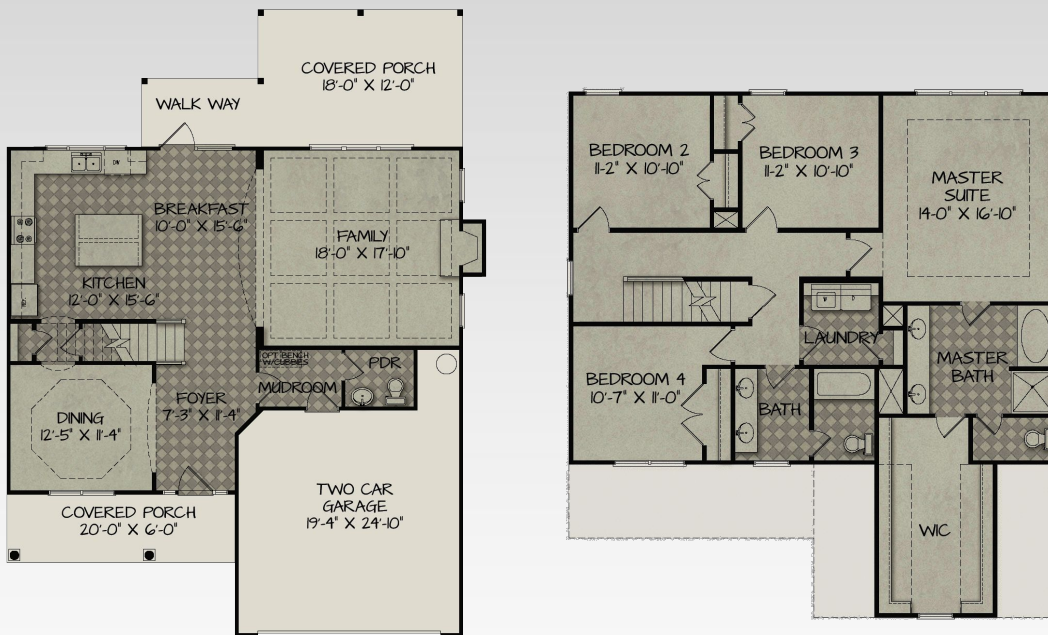 COVERED PORCH
18'-0" X 12'-0"
WALK WAY
DW
BREAKFAST
10'-0" X 15'-6"
FAMILY
18'-0" X 17'-10"
KITCHEN
12'-0" X 15'-6"
OPT BENCH
W/CUBBIES
PDR
MUDROOM
FOYER
7'-3" X 11'-4"
DINING
12'-5" X 11'-4"
TWO CAR
GARAGE
19'-4" X 24'-10"
COVERED PORCH
20'-0" X 6'-0"
BEDROOM 2
11-2" X 10'-10"
BEDROOM 3
11-2" X 10'-10"
MASTER
SUITE
14-0" X 16'-10"
W
LAUNDRY
MASTER
BATH
BEDROOM 4
10'-7" X 11'-0"
BATH
WIC